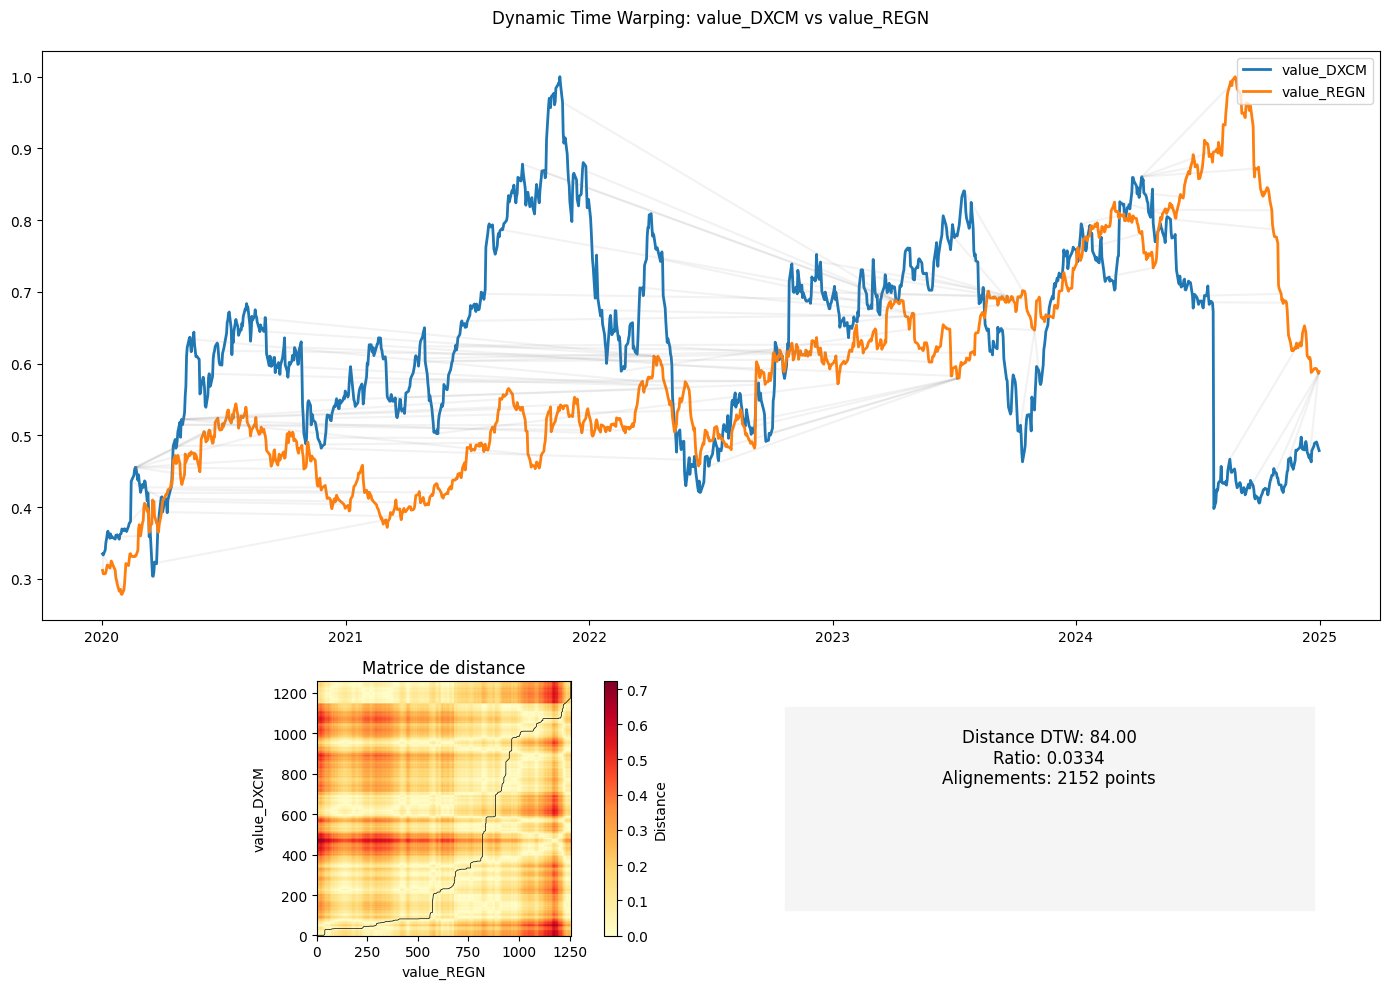 Dynamic Time Warping: value_DXCM vs value_REGN
value_DXCM
value_REGN
1.0
0.9
0.8
0.7
0.6
0.5
0.4
0.3
2020 2021 2022 2023 2024 2025
Matrice de distance
value_DXCM
1200
1000
800
600
400
200
0
0 250 500 750 1000 1250
value_REGN
0.7
0.6
0.5
0.4
0.3
0.2
0.1
0.0
Distance
Distance DTW: 84.00
Ratio: 0.0334
Alignements: 2152 points